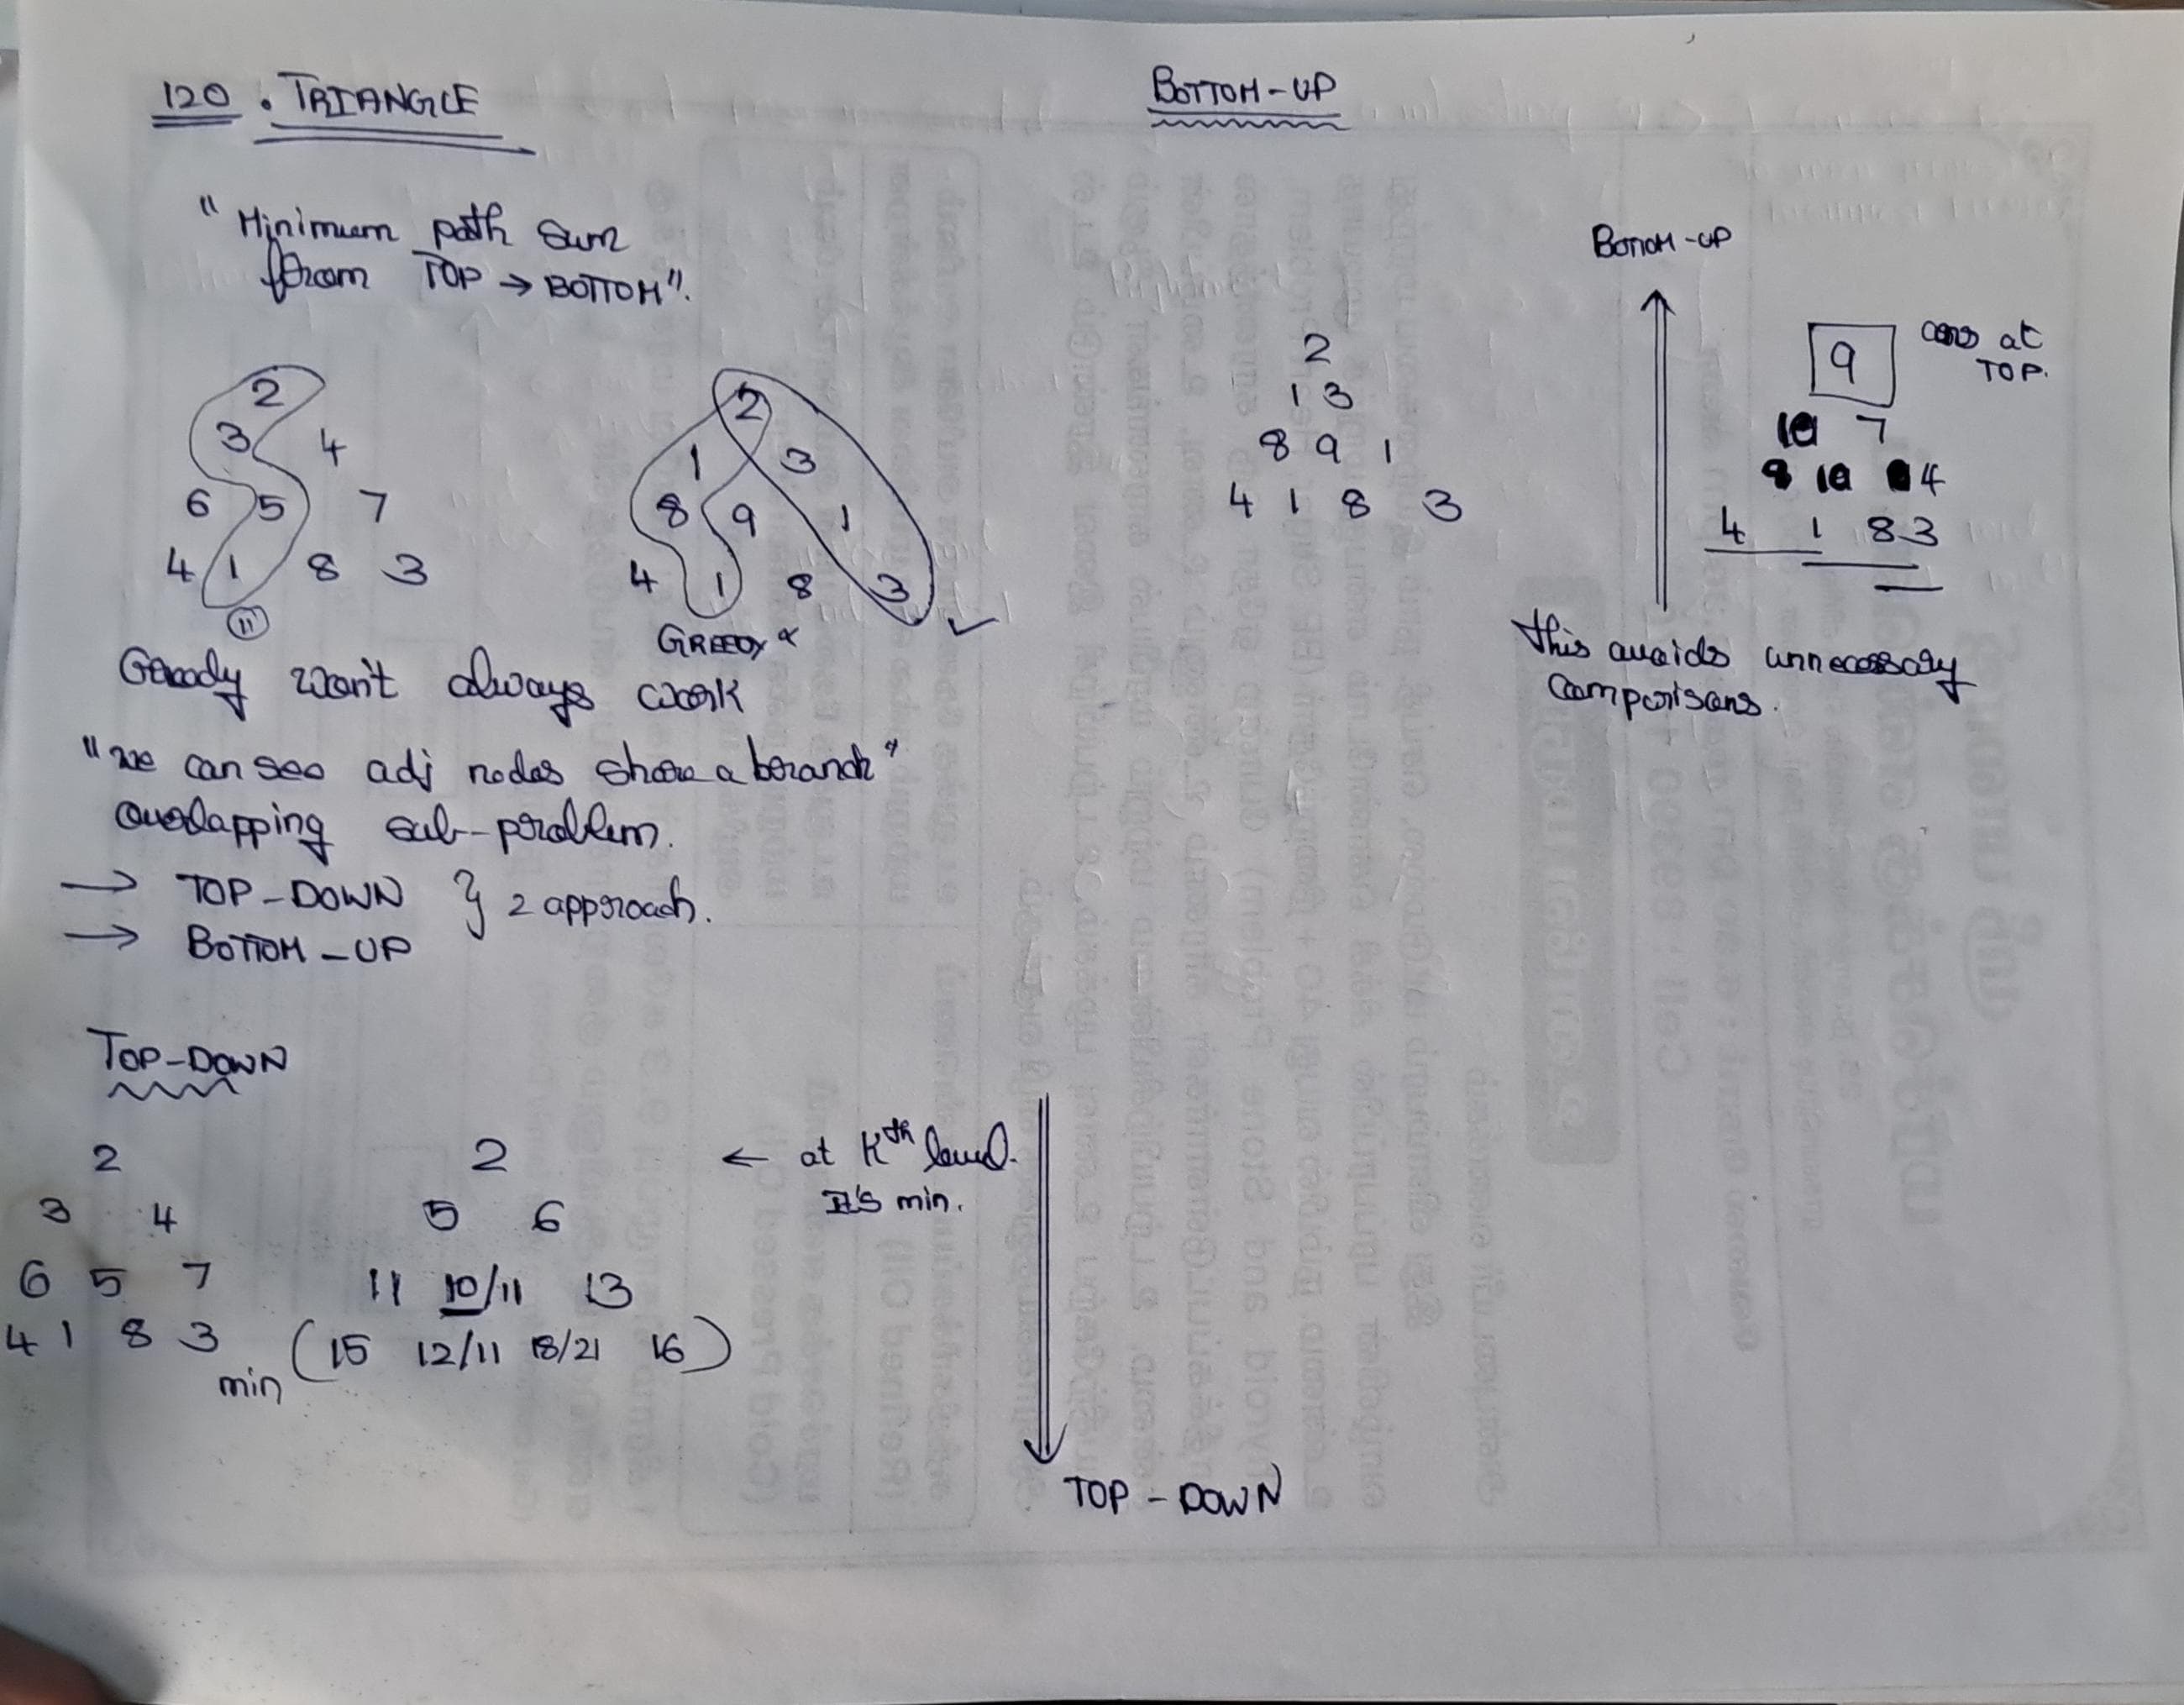 120. TRIANGLE
"Minimum path sum
from TOP → BOTTOM".
2
3 4
6 5 7
4 1 8 3
11
2
1 3
8 9 1
4 1 8 3
GREEDY x ✓
Greedy won't always work
"We can see adj nodes share a branch"
overlapping sub-problem.
→ TOP-DOWN } 2 approach.
→ BOTTOM-UP
TOP-DOWN
2
3 4
6 5 7
4 1 8 3
2
5 6
11 10/11 13
min (15 12/11 18/21 16)
← at Kth level.
It's min.
TOP-DOWN
BOTTOM-UP
2
1 3
8 9 1
4 1 8 3
BOTTOM-UP
9 ans at
TOP.
10 7
10 4
4 1 8 3
This avoids unnecessary
comparisons.